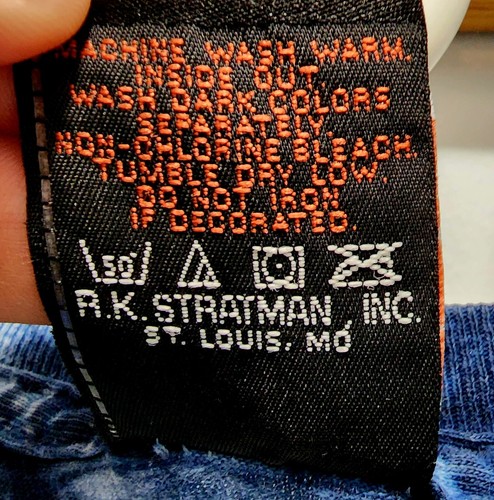 MACHINE WASH WARM.
INSIDE OUT
WASH DARK COLORS
SEPARATELY.
NON-CHLORINE BLEACH.
TUMBLE DRY LOW.
DO NOT IRON
IF DECORATED.
30°
R.K. STRATMAN, INC.
ST. LOUIS, MO